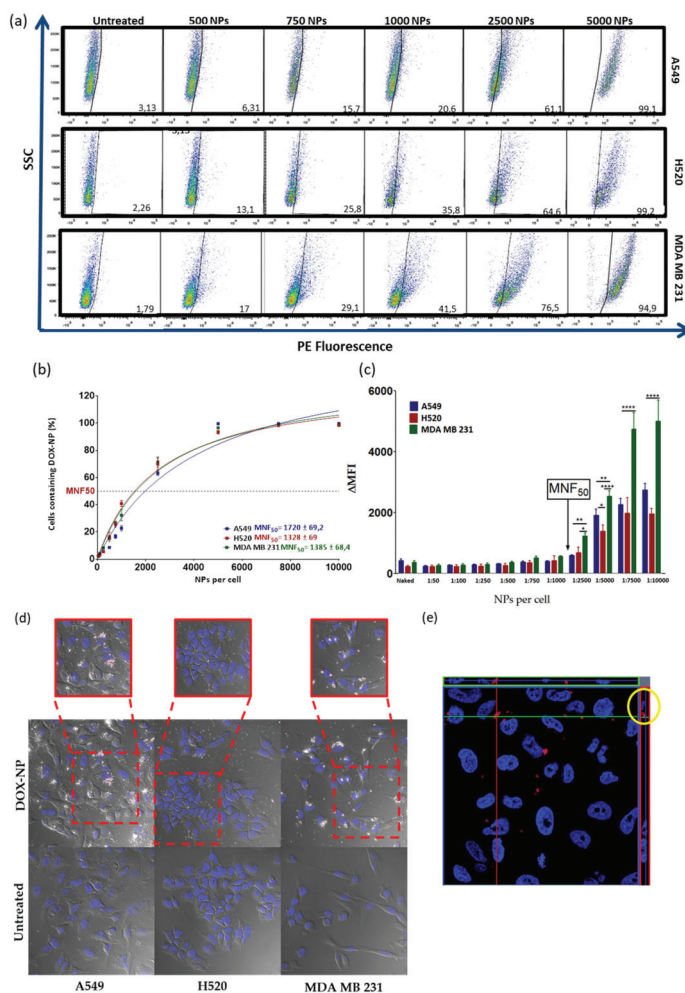 (a)
Untreated 500 NPs 750 NPs 1000 NPs 2500 NPs 5000 NPs
SSC
3,13 6,31 15,7 20,6 61,1 99,1
A549
2,26 13,1 25,8 35,8 64,6 99,2
H520
1,79 17 29,1 41,5 76,5 94,9
MDA MB 231
PE Fluorescence
(b)
Cells containing DOX-NP (%)
120
100
80
60
MNF50
40
20
0
0 2000 4000 6000 8000 10000
NPs per cell
A549 MNF50= 1720 ± 69,2
H520 MNF50= 1328 ± 69
MDA MB 231 MNF50= 1385 ± 68,4
(c)
ΔMFI
6000
4000
2000
0
A549
H520
MDA MB 231
MNF50
**
*
**
****
*
****
****
Naked 1:50 1:100 1:250 1:500 1:750 1:1000 1:2500 1:5000 1:7500 1:10000
NPs per cell
(d)
DOX-NP
Untreated
A549 H520 MDA MB 231
(e)